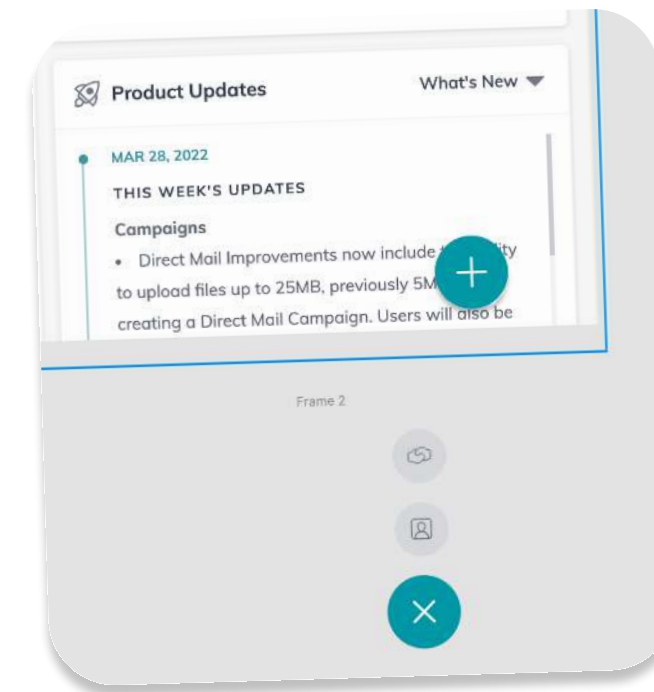 Product Updates
What's New
MAR 28, 2022
THIS WEEK'S UPDATES
Campaigns
• Direct Mail Improvements now include
to upload files up to 25MB, previously
creating a Direct Mail Campaign. Users will also be
Frame 2